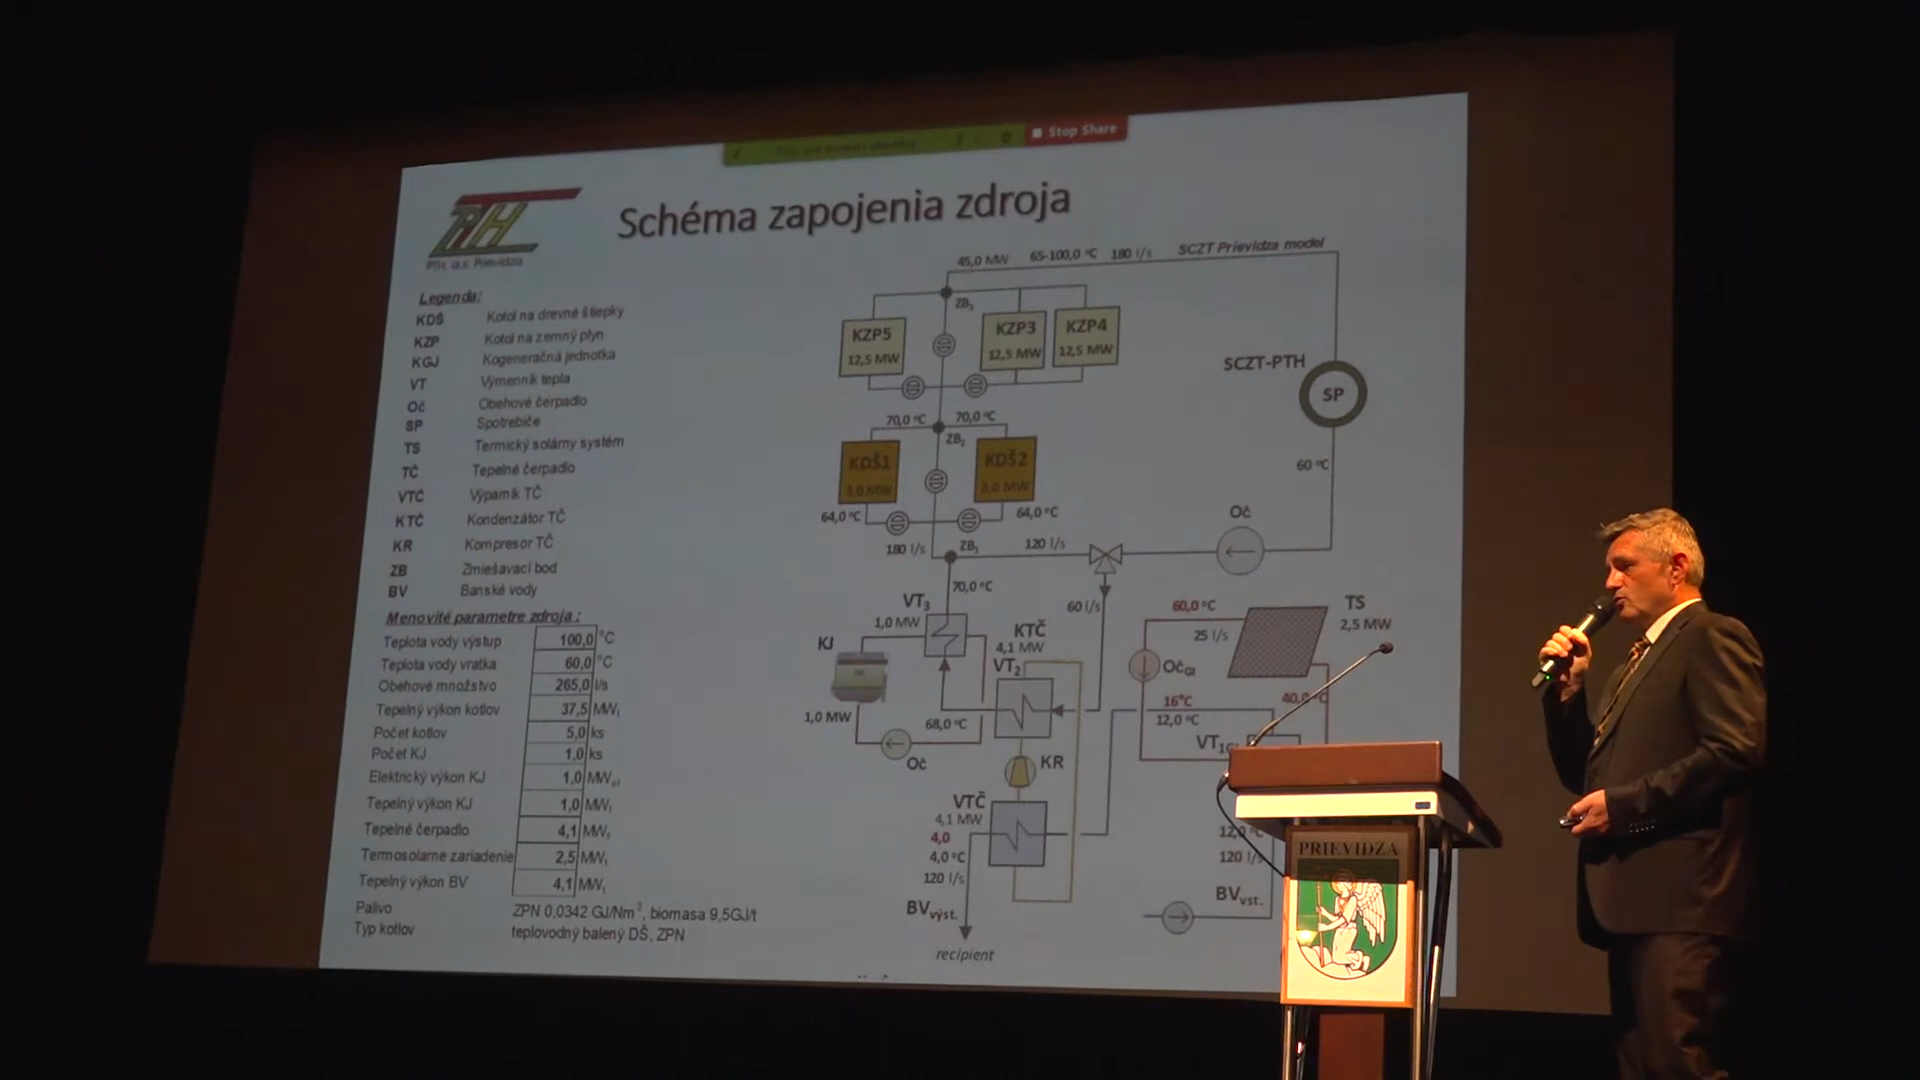 Stop Share
PTH, a.s. Prievidza
Schéma zapojenia zdroja
Legenda:
KDŠ Kotol na drevné štiepky
KZP Kotol na zemný plyn
KGJ Kogeneračná jednotka
VT Výmenník tepla
Oč Obehové čerpadlo
SP Spotrebiče
TS Termický solárny systém
TČ Tepelné čerpadlo
VTČ Výparník TČ
KTČ Kondenzátor TČ
KR Kompresor TČ
ZB Zmiešavací bod
BV Banské vody
Menovité parametre zdroja:
Teplota vody výstup 100,0 °C
Teplota vody vratka 60,0 °C
Obehové množstvo 265,0 l/s
Tepelný výkon kotlov 37,5 MWt
Počet kotlov 5,0 ks
Počet KJ 1,0 ks
Elektrický výkon KJ 1,0 MWel
Tepelný výkon KJ 1,0 MWt
Tepelné čerpadlo 4,1 MWt
Termosolarne zariadenie 2,5 MWt
Tepelný výkon BV 4,1 MWt
Palivo ZPN 0,0342 GJ/Nm³, biomasa 9,5GJ/t
Typ kotlov teplovodný balený DŠ, ZPN
45,0 MW 65-100,0 °C 180 l/s SCZT Prievidza model
ZB3
KZP5
12,5 MW
KZP3
12,5 MW
KZP4
12,5 MW
SCZT-PTH
SP
70,0 °C 70,0 °C
ZB2
KDŠ1
3,0 MW
KDŠ2
3,0 MW
60 °C
64,0 °C 64,0 °C
Oč
180 l/s ZB1 120 l/s
70,0 °C
VT3
1,0 MW
60 l/s
60,0 °C
25 l/s
TS
2,5 MW
KJ
KTČ
4,1 MW
VT2
OčGl
1,0 MW
68,0 °C
16°C
12,0 °C
40,0 °C
Oč
KR
VT1Gl
VTČ
4,1 MW
4,0
4,0 °C
120 l/s
12,0 °C
120 l/s
BVvýst.
BVvst.
recipient
PRIEVIDZA